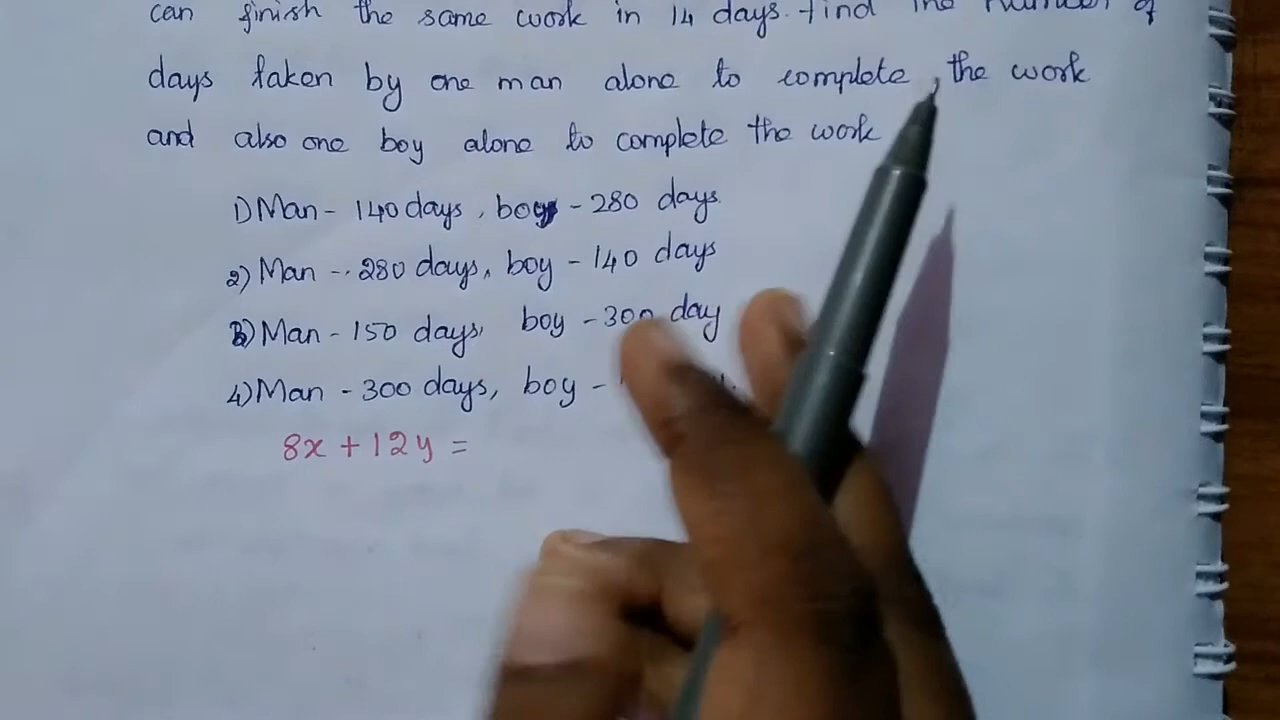 can finish the same work in 14 days. find the number of
days taken by one man alone to complete the work
and also one boy alone to complete the work
1) Man - 140 days, boy - 280 days.
2) Man - 280 days, boy - 140 days
3) Man - 150 days, boy - 300 day
4) Man - 300 days, boy -
8x + 12y =